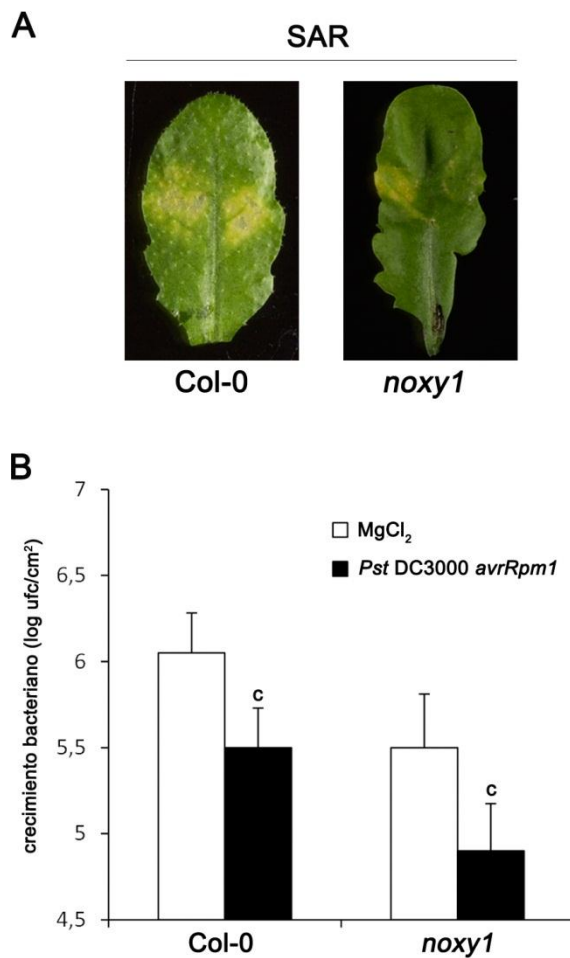 A
SAR
Col-0 noxy1
B
7
6,5
6
5,5
5
4,5
crecimiento bacteriano (log ufc/cm²)
MgCl₂
Pst DC3000 avrRpm1
c
c
Col-0 noxy1